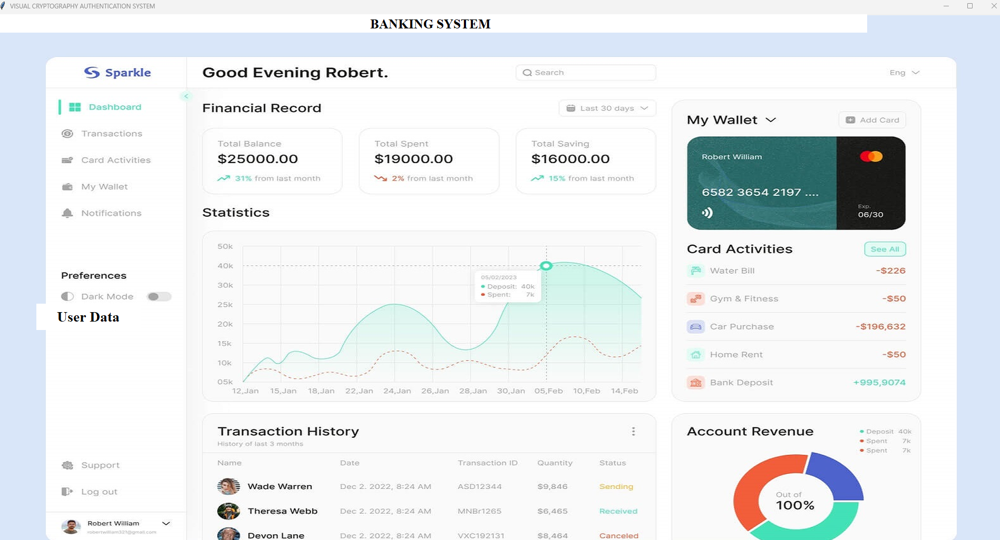 VISUAL CRYPTOGRAPHY AUTHENTICATION SYSTEM
BANKING SYSTEM
Sparkle
Good Evening Robert.
Search
Eng
Dashboard
Transactions
Card Activities
My Wallet
Notifications
Preferences
Dark Mode
User Data
Support
Log out
Robert William
robertwilliam321@gmail.com
Financial Record
Last 30 days
Total Balance
$25000.00
31% from last month
Total Spent
$19000.00
2% from last month
Total Saving
$16000.00
15% from last month
Statistics
50k
40k
30k
25k
20k
15k
10k
05k
12,Jan 15,Jan 18,Jan 22,Jan 24,Jan 26,Jan 28,Jan 30,Jan 05,Feb 10,Feb 14,Feb
05/02/2023
Deposit: 40k
Spent: 7k
My Wallet
Add Card
Robert William
6582 3654 2197 ....
Exp.
06/30
Card Activities
See All
Water Bill -$226
Gym & Fitness -$50
Car Purchase -$196,632
Home Rent -$50
Bank Deposit +995,9074
Transaction History
History of last 3 months
Name Date Transaction ID Quantity Status
Wade Warren Dec 2. 2022, 8:24 AM ASD12344 $9,846 Sending
Theresa Webb Dec 2. 2022, 8:24 AM MNBr1265 $6,465 Received
Devon Lane Dec 2. 2022, 8:24 AM VXC192131 $8,464 Canceled
Account Revenue
Deposit 40k
Spent 7k
Spent 7k
Out of
100%